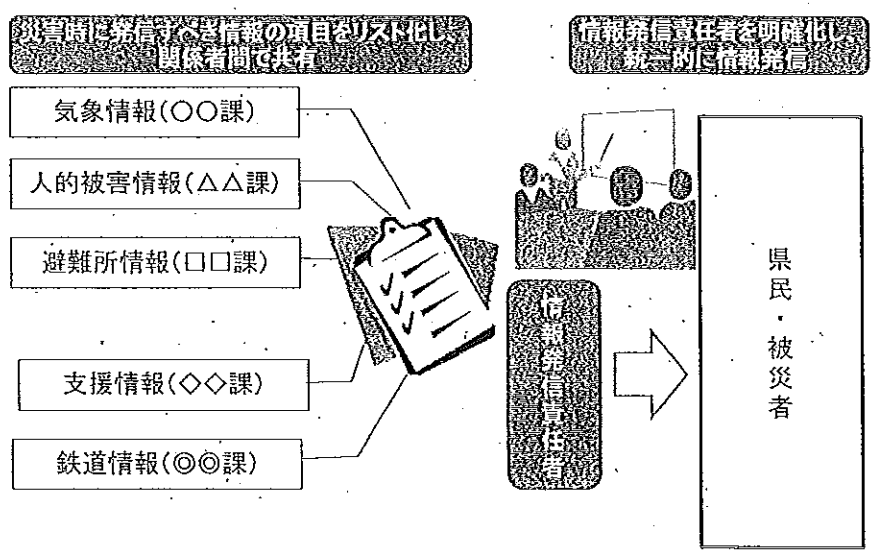 災害時に発信すべき情報の項目をリスト化し、
関係者間で共有
情報発信責任者を明確化し、
統一的に情報発信
気象情報(○○課)
人的被害情報(△△課)
避難所情報(□□課)
支援情報(◇◇課)
鉄道情報(◎◎課)
情報発信責任者
県民・被災者